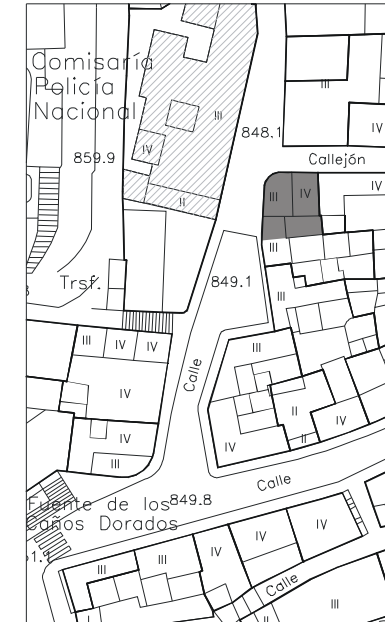 Comisaría
Policía
Nacional
III
848.1
IV
III
IV
859.9
Callejón
II
III
IV
IV
III
Trsf.
849.1
III
III
IV
IV
III
Calle
IV
II
IV
IV
III
IV
II
Calle
Fuente de los
849.8
Caños Dorados
IV
IV
IV
III
III
Calle
III
II